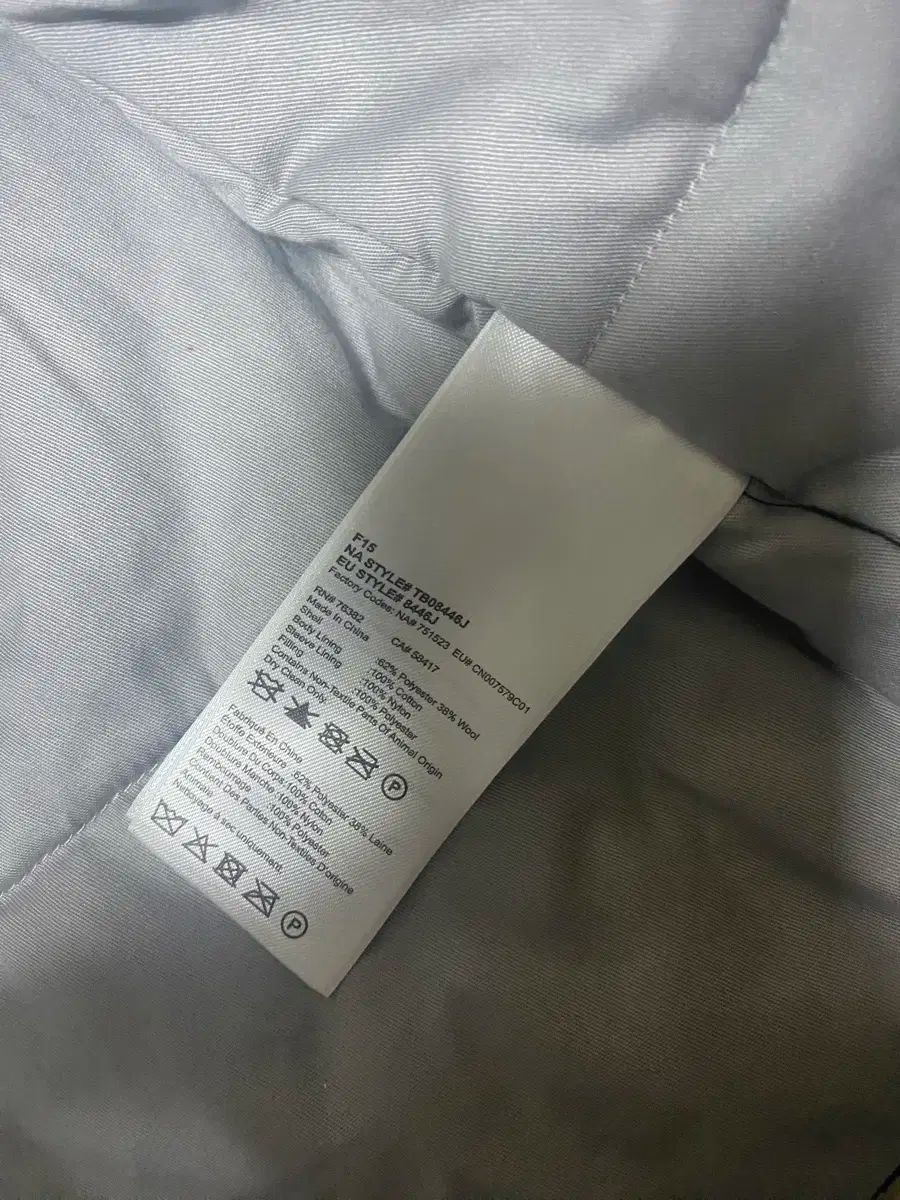 F15
NA STYLE# TB08446J
EU STYLE# 8446J
Factory Codes: NA# 751523 EU# CN007579C01
RN# 76382 CA# 58417
Made In China
Shell :62% Polyester 38% Wool
Body Lining :100% Cotton
Sleeve Lining :100% Nylon
Filling :100% Polyester
Contains Non-Textile Parts Of Animal Origin
Dry Clean Only
P
Fabriqué En Chine
Étoffe Extérieure :62% Polyester 38% Laine
Doublure Du Corps :100% Coton
Doublure Manche :100% Nylon
Rembourrage :100% Polyester
Contient Des Parties Non-Textiles D'origine
Animale
Nettoyage à sec uniquement.
P